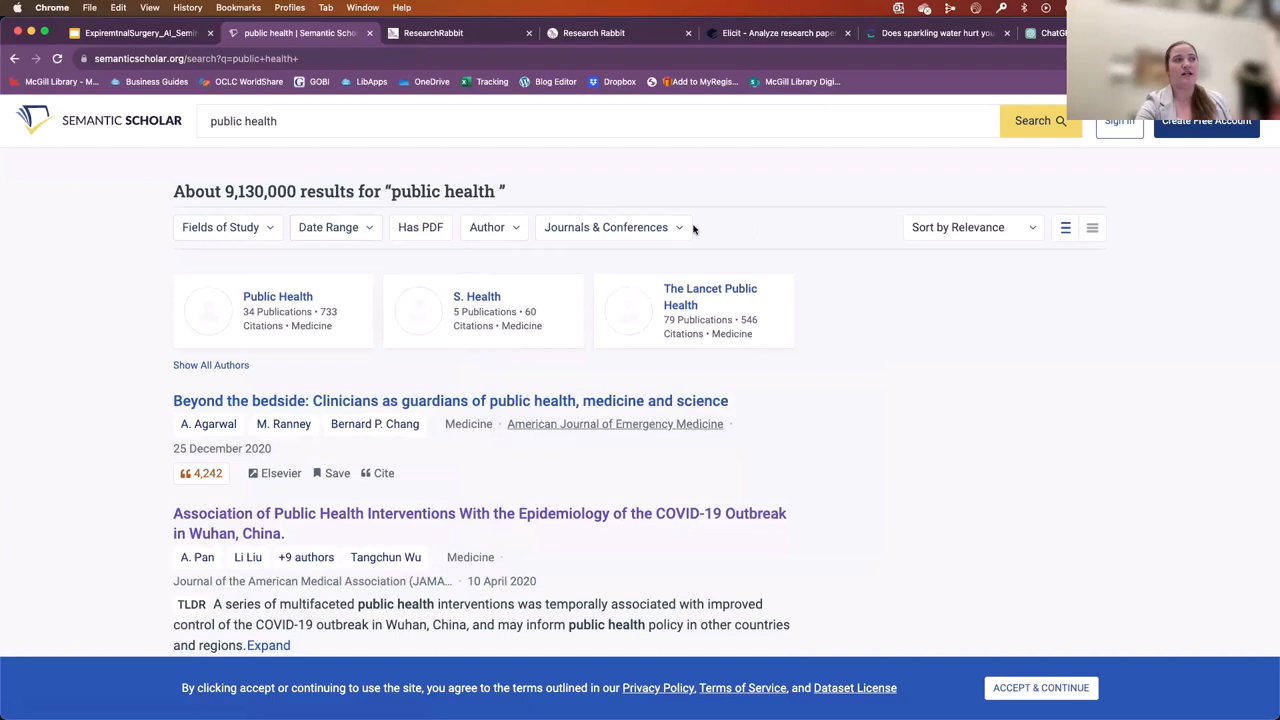 Chrome File Edit View History Bookmarks Profiles Tab Window Help
ExpiremtnalSurgery_AI_Semi
public health | Semantic Schol
ResearchRabbit
Research Rabbit
Elicit - Analyze research pape
Does sparkling water hurt you
ChatG
semanticscholar.org/search?q=public+health+
McGill Library - M...
Business Guides
OCLC WorldShare
GOBI
LibApps
OneDrive
Tracking
Blog Editor
Dropbox
!Add to MyRegis...
McGill Library Digi...
SEMANTIC SCHOLAR
public health
Search
Sign In
Create Free Account
About 9,130,000 results for “public health ”
Fields of Study
Date Range
Has PDF
Author
Journals & Conferences
Sort by Relevance
Public Health
34 Publications • 733
Citations • Medicine
S. Health
5 Publications • 60
Citations • Medicine
The Lancet Public
Health
79 Publications • 546
Citations • Medicine
Show All Authors
Beyond the bedside: Clinicians as guardians of public health, medicine and science
A. Agarwal M. Ranney Bernard P. Chang Medicine · American Journal of Emergency Medicine ·
25 December 2020
4,242 Elsevier Save Cite
Association of Public Health Interventions With the Epidemiology of the COVID-19 Outbreak
in Wuhan, China.
A. Pan Li Liu +9 authors Tangchun Wu Medicine ·
Journal of the American Medical Association (JAMA... · 10 April 2020
TLDR A series of multifaceted public health interventions was temporally associated with improved
control of the COVID-19 outbreak in Wuhan, China, and may inform public health policy in other countries
and regions.Expand
By clicking accept or continuing to use the site, you agree to the terms outlined in our Privacy Policy, Terms of Service, and Dataset License
ACCEPT & CONTINUE